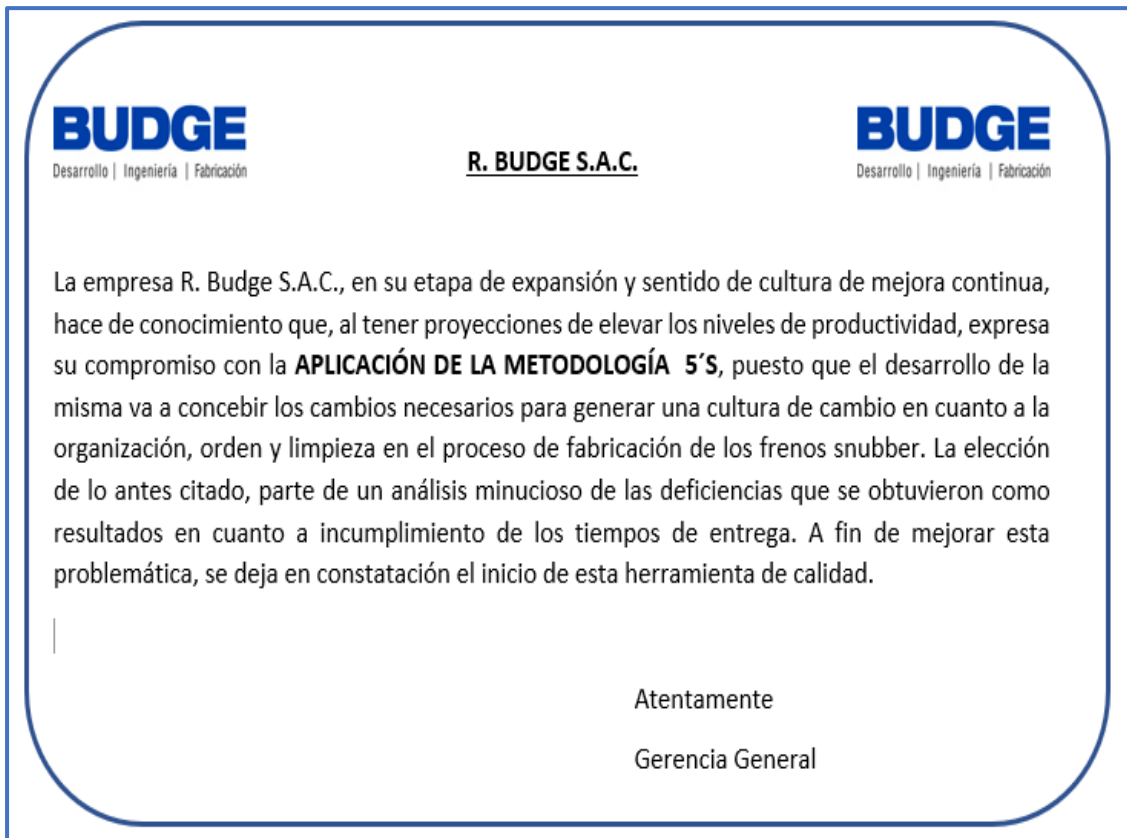 BUDGE
Desarrollo | Ingeniería | Fabricación
BUDGE
Desarrollo | Ingeniería | Fabricación
R. BUDGE S.A.C.
La empresa R. Budge S.A.C., en su etapa de expansión y sentido de cultura de mejora continua,
hace de conocimiento que, al tener proyecciones de elevar los niveles de productividad, expresa
su compromiso con la APLICACIÓN DE LA METODOLOGÍA  5´S, puesto que el desarrollo de la
misma va a concebir los cambios necesarios para generar una cultura de cambio en cuanto a la
organización, orden y limpieza en el proceso de fabricación de los frenos snubber. La elección
de lo antes citado, parte de un análisis minucioso de las deficiencias que se obtuvieron como
resultados en cuanto a incumplimiento de los tiempos de entrega. A fin de mejorar esta
problemática, se deja en constatación el inicio de esta herramienta de calidad.
Atentamente
Gerencia General